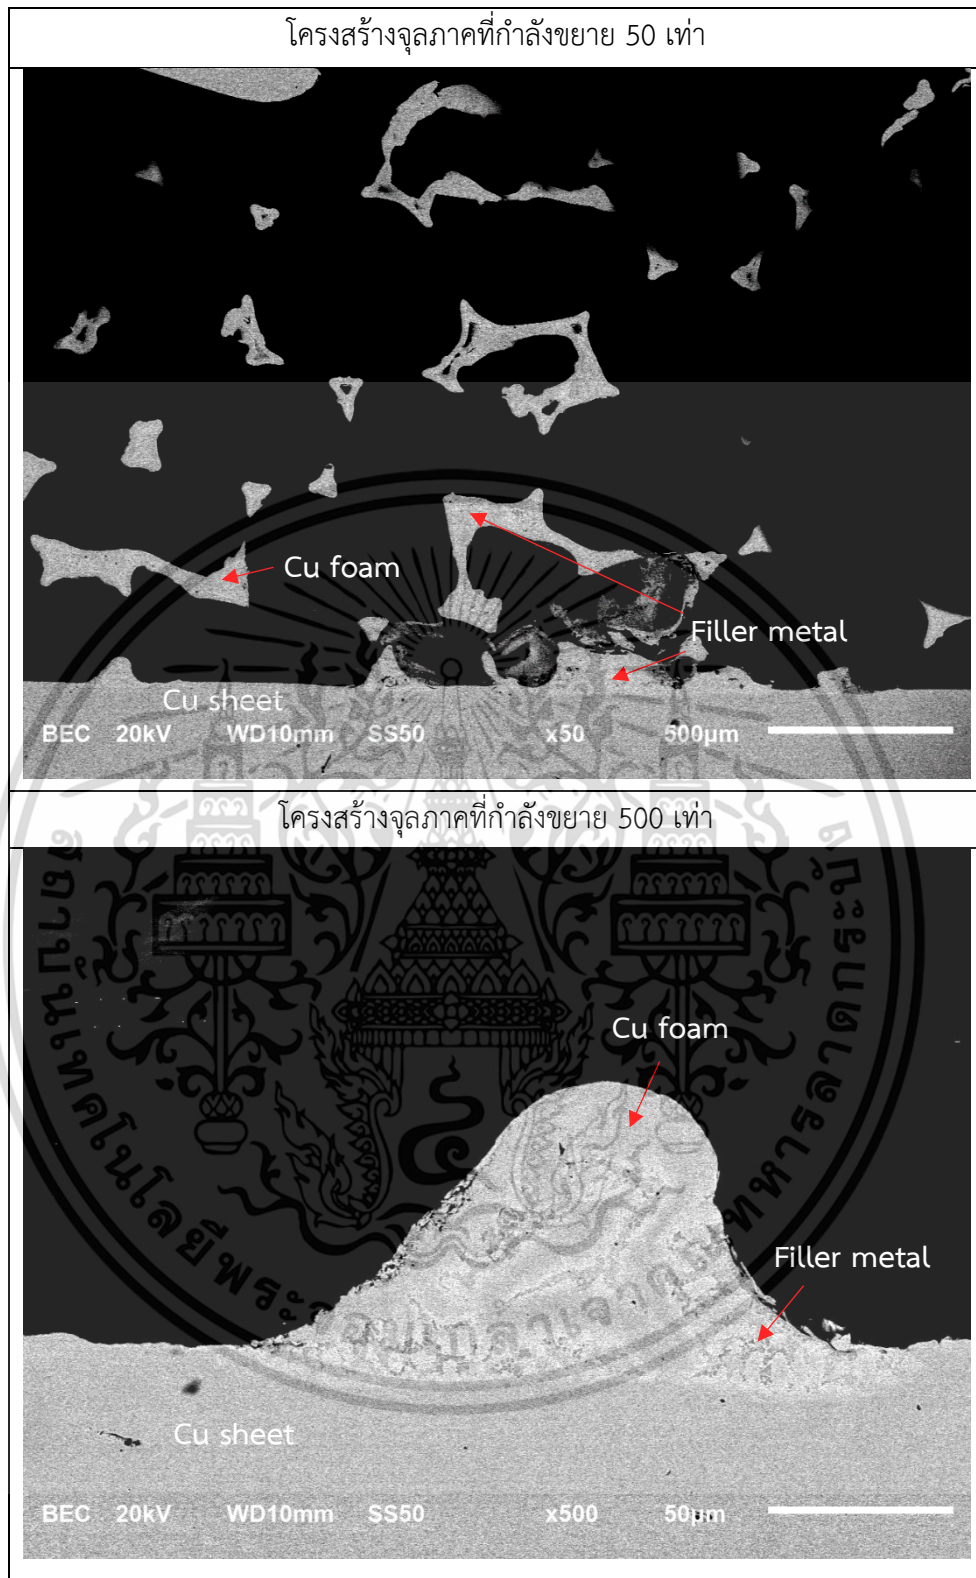 โครงสร้างจุลภาคที่กำลังขยาย 50 เท่า
Cu foam
Filler metal
Cu sheet
BEC 20kV WD10mm SS50 x50 500µm
โครงสร้างจุลภาคที่กำลังขยาย 500 เท่า
Cu foam
Filler metal
Cu sheet
BEC 20kV WD10mm SS50 x500 50µm